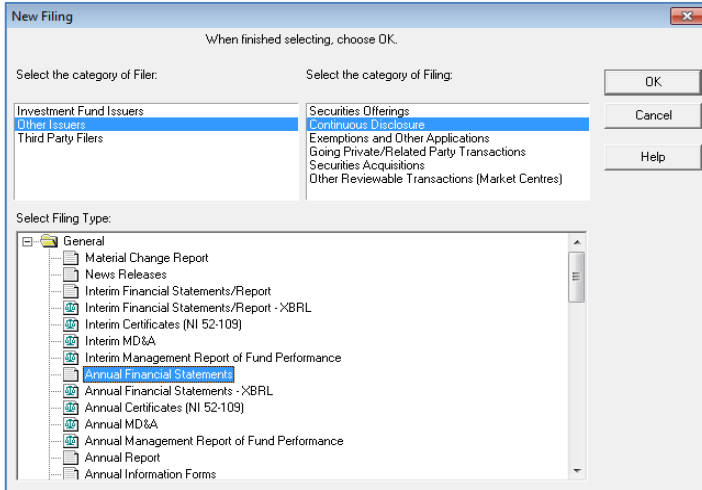 New Filing
When finished selecting, choose OK.
Select the category of Filer:
Select the category of Filing:
OK
Investment Fund Issuers
Other Issuers
Third Party Filers
Securities Offerings
Continuous Disclosure
Exemptions and Other Applications
Going Private/Related Party Transactions
Securities Acquisitions
Other Reviewable Transactions (Market Centres)
Cancel
Help
Select Filing Type:
General
Material Change Report
News Releases
Interim Financial Statements/Report
Interim Financial Statements/Report - XBRL
Interim Certificates (NI 52-109)
Interim MD&A
Interim Management Report of Fund Performance
Annual Financial Statements
Annual Financial Statements - XBRL
Annual Certificates (NI 52-109)
Annual MD&A
Annual Management Report of Fund Performance
Annual Report
Annual Information Forms